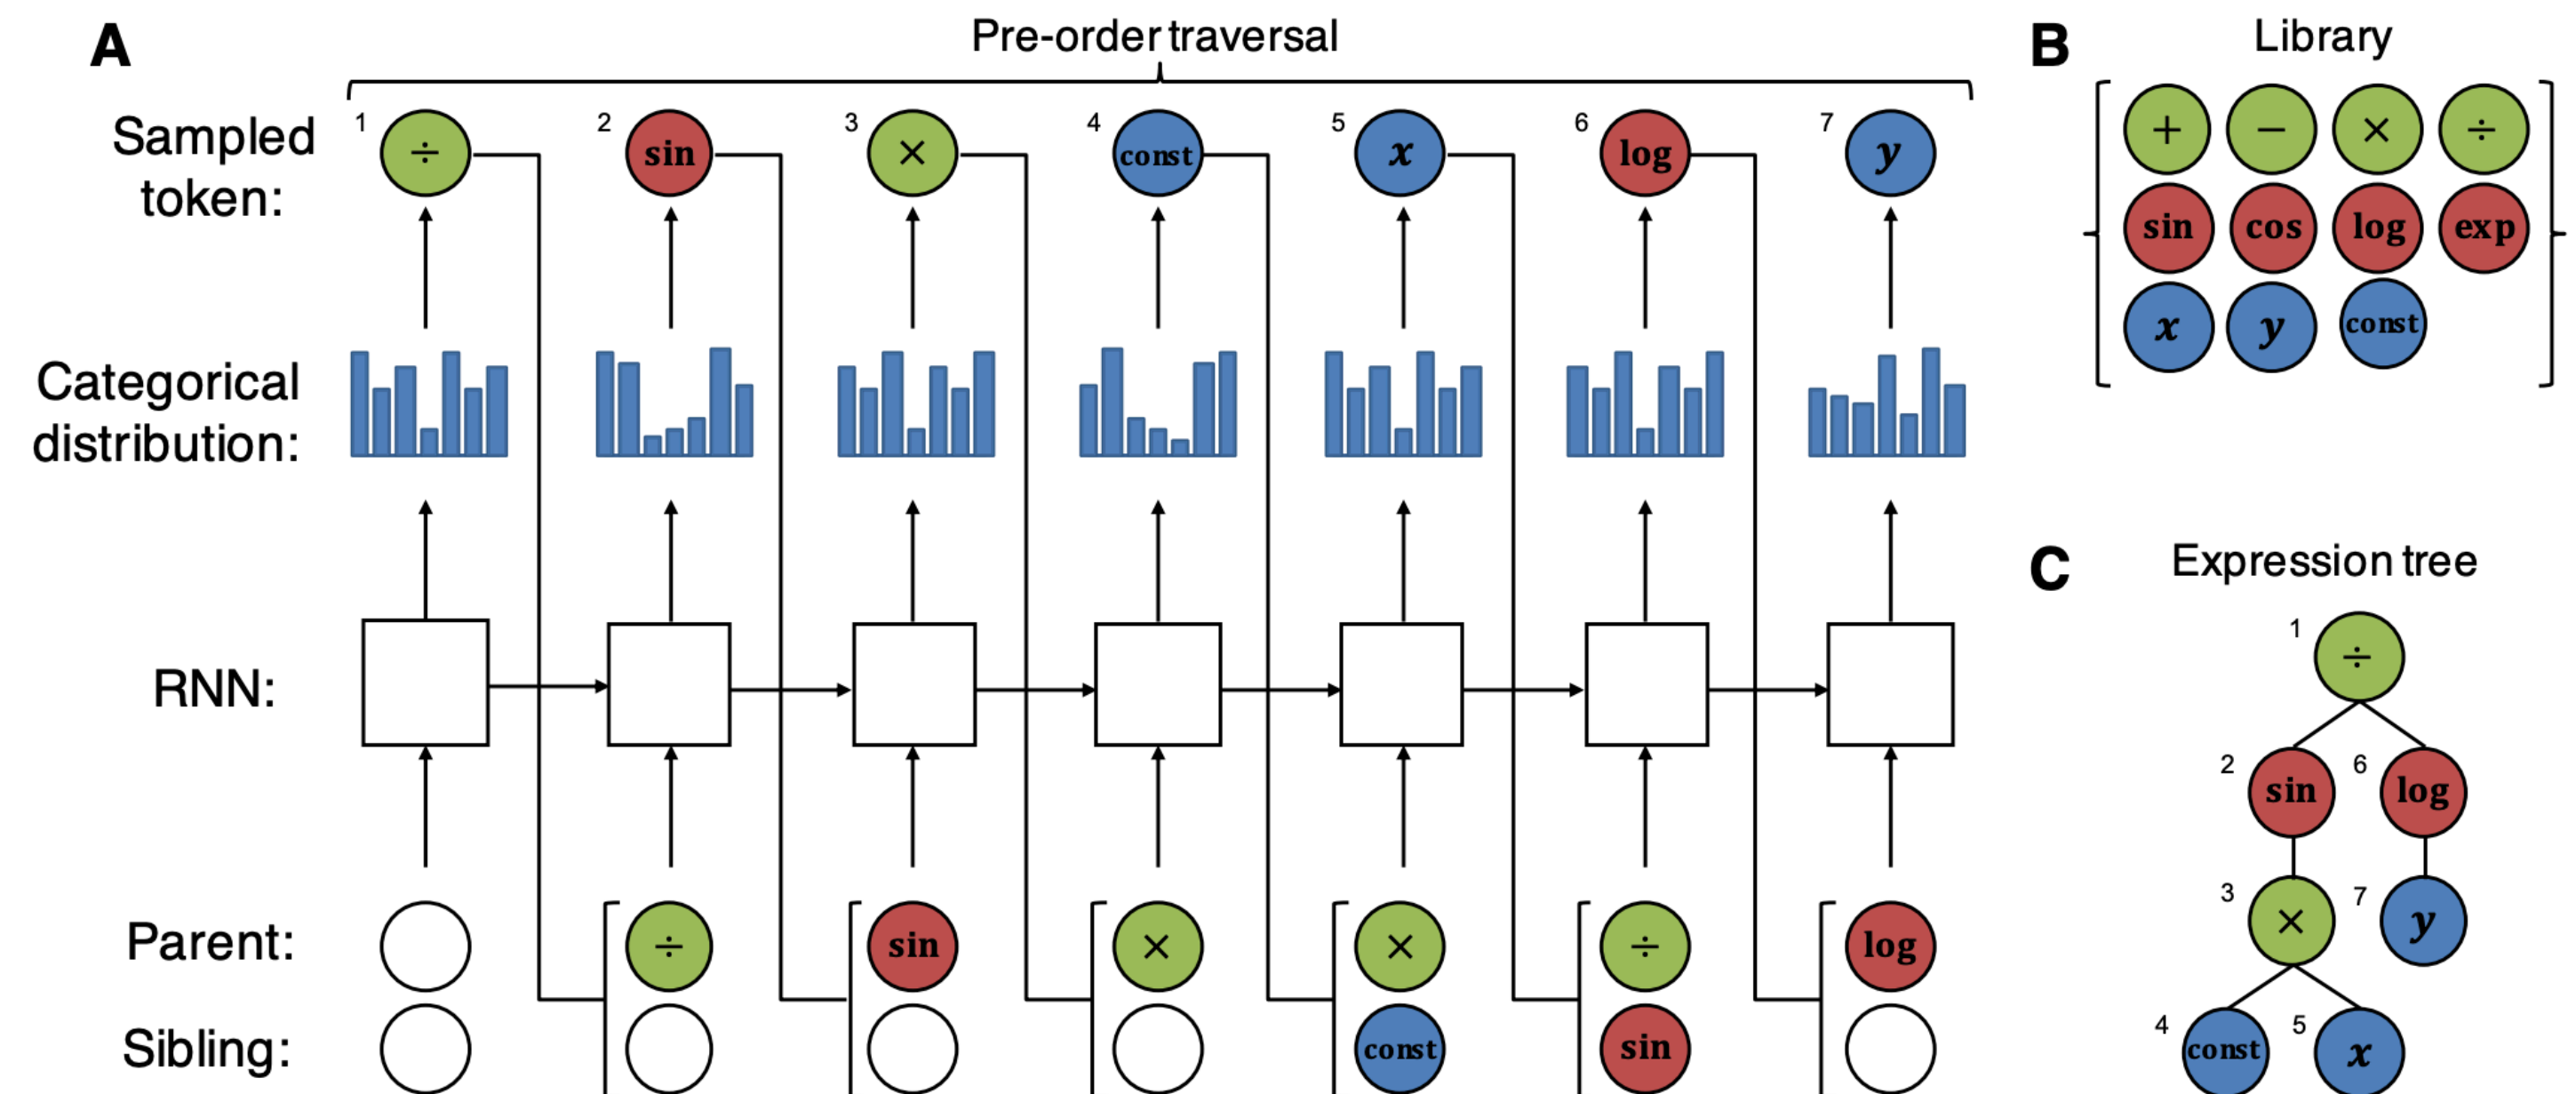 A
Pre-order traversal
Sampled
token:
1 ÷ 2 sin 3 × 4 const 5 x 6 log 7 y
Categorical
distribution:
RNN:
Parent:
÷ sin × × ÷ log
Sibling:
const sin
B
Library
+ − × ÷
sin cos log exp
x y const
C
Expression tree
1 ÷
2 sin 6 log
3 × 7 y
4 const 5 x